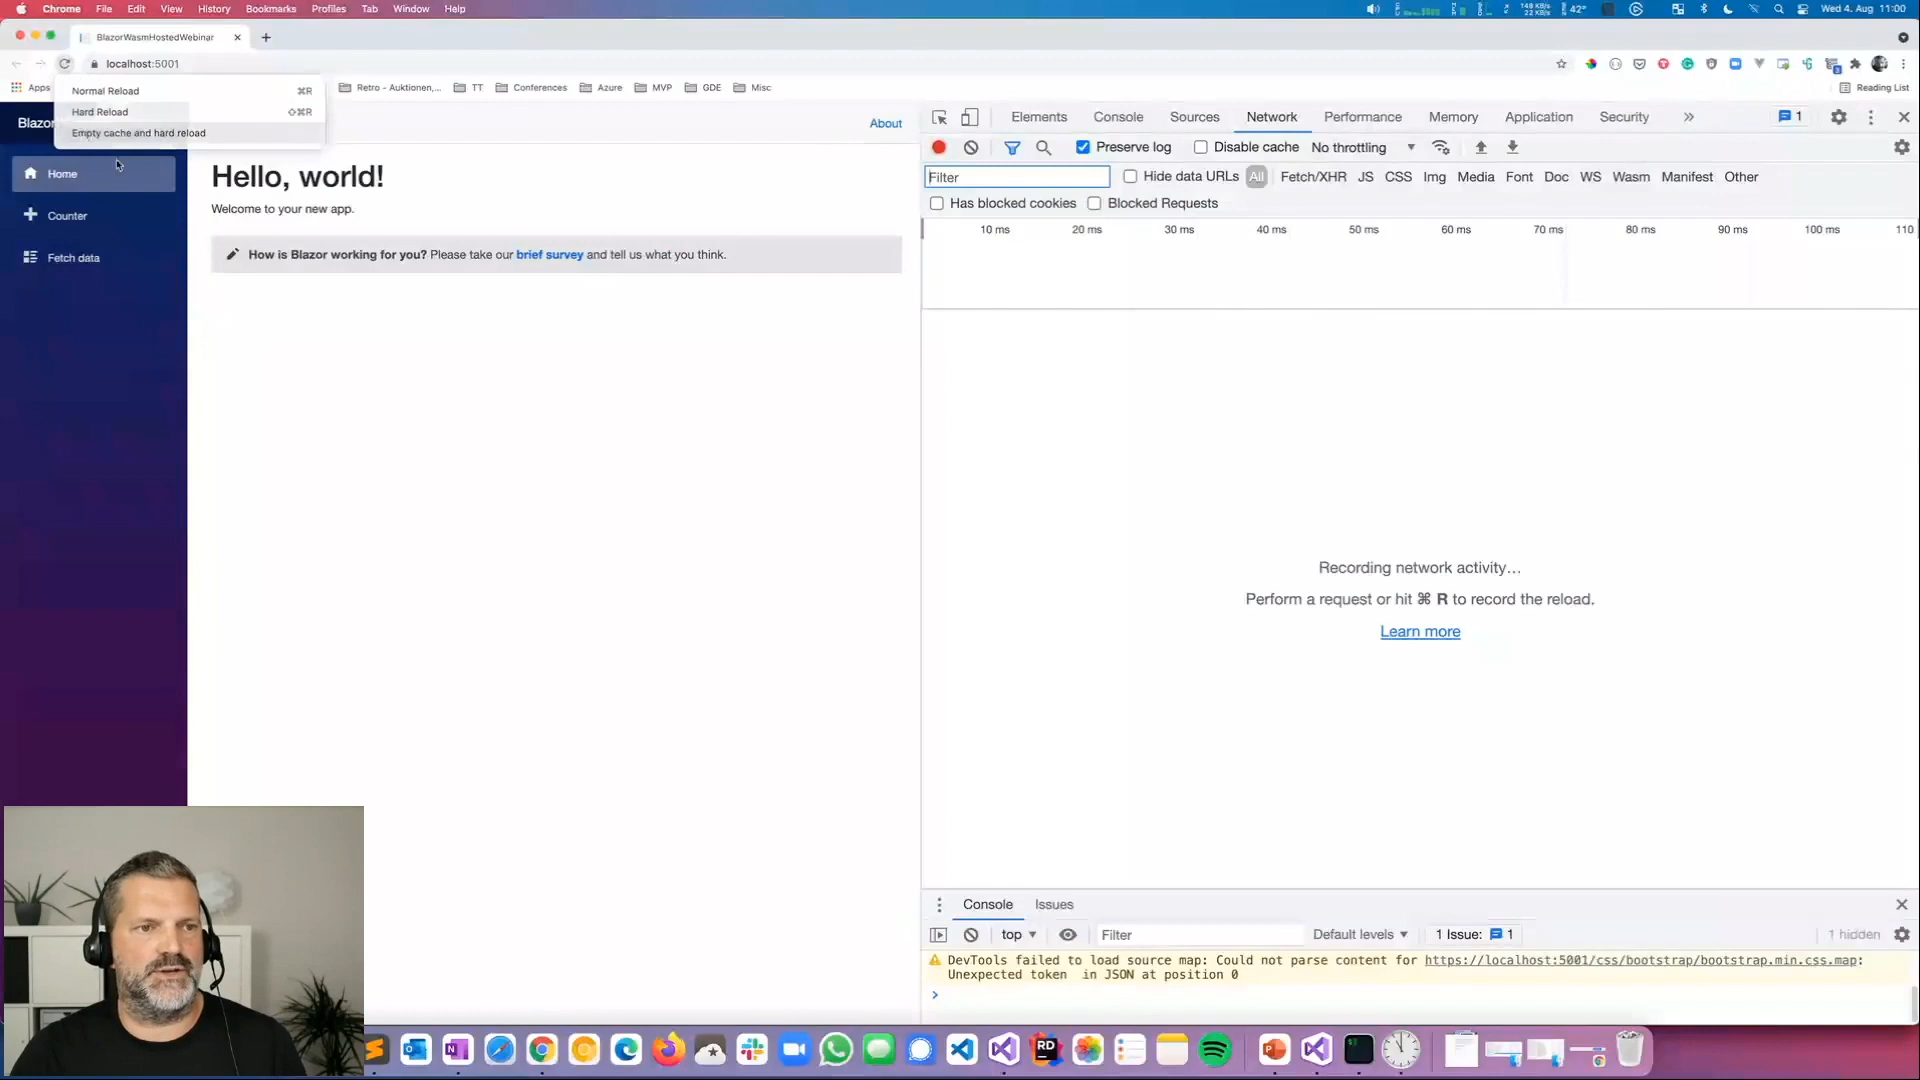 Chrome File Edit View History Bookmarks Profiles Tab Window Help
42° Wed 4. Aug 11:00
BlazorWasmHostedWebinar
localhost:5001
Apps
Retro - Auktionen,... TT Conferences Azure MVP GDE Misc
Reading List
Normal Reload ⌘R
Hard Reload ⇧⌘R
Empty cache and hard reload
Blazor
About
Home
Counter
Fetch data
Hello, world!
Welcome to your new app.
How is Blazor working for you? Please take our brief survey and tell us what you think.
Elements Console Sources Network Performance Memory Application Security » 1
Preserve log Disable cache No throttling
Filter
Hide data URLs All Fetch/XHR JS CSS Img Media Font Doc WS Wasm Manifest Other
Has blocked cookies Blocked Requests
10 ms 20 ms 30 ms 40 ms 50 ms 60 ms 70 ms 80 ms 90 ms 100 ms 110
Recording network activity…
Perform a request or hit ⌘ R to record the reload.
Learn more
Console Issues
top
Filter
Default levels
1 Issue: 1
1 hidden
DevTools failed to load source map: Could not parse content for https://localhost:5001/css/bootstrap/bootstrap.min.css.map:
Unexpected token in JSON at position 0
RD